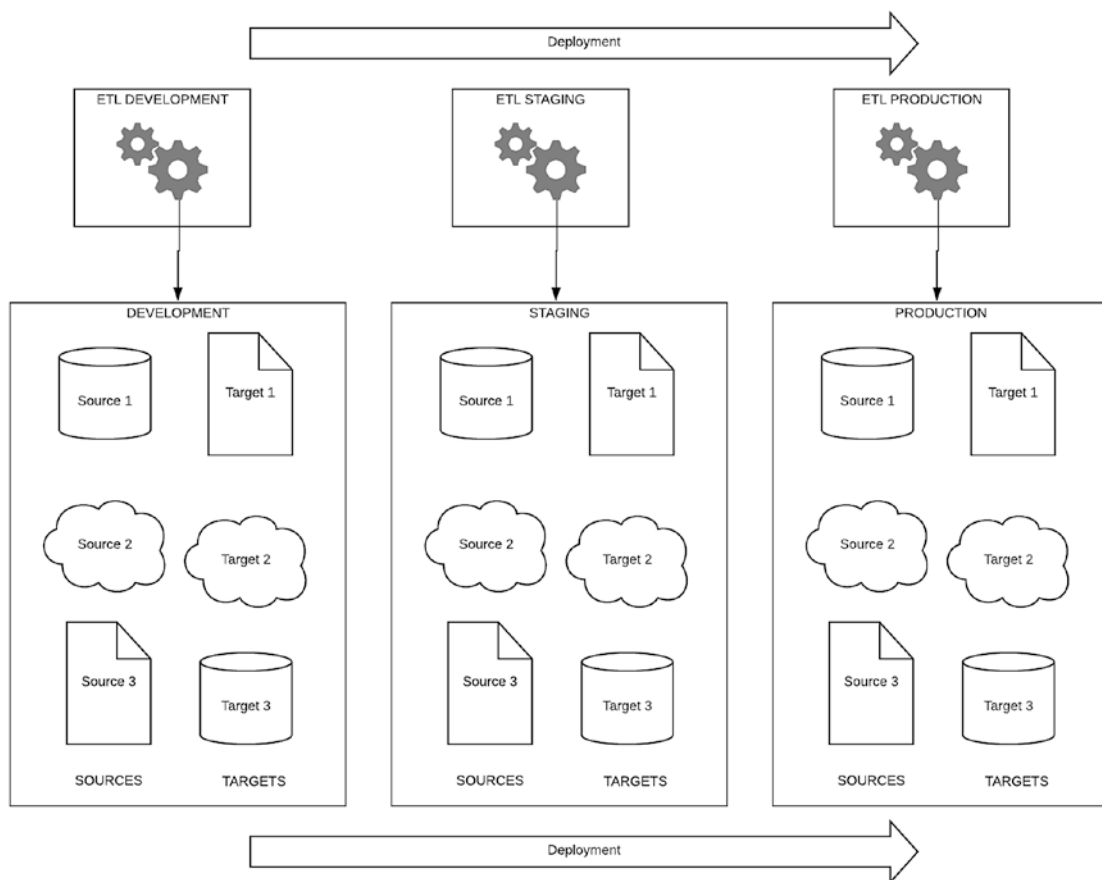 Deployment
ETL DEVELOPMENT
ETL STAGING
ETL PRODUCTION
DEVELOPMENT
Source 1
Target 1
Source 2
Target 2
Source 3
Target 3
SOURCES
TARGETS
STAGING
Source 1
Target 1
Source 2
Target 2
Source 3
Target 3
SOURCES
TARGETS
PRODUCTION
Source 1
Target 1
Source 2
Target 2
Source 3
Target 3
SOURCES
TARGETS
Deployment